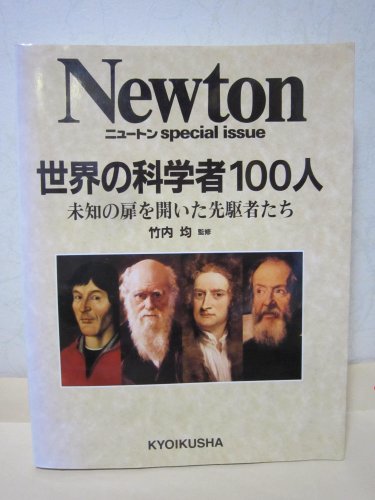 Newton
ニュートン special issue
世界の科学者100人
未知の扉を開いた先駆者たち
竹内 均 監修
KYOIKUSHA